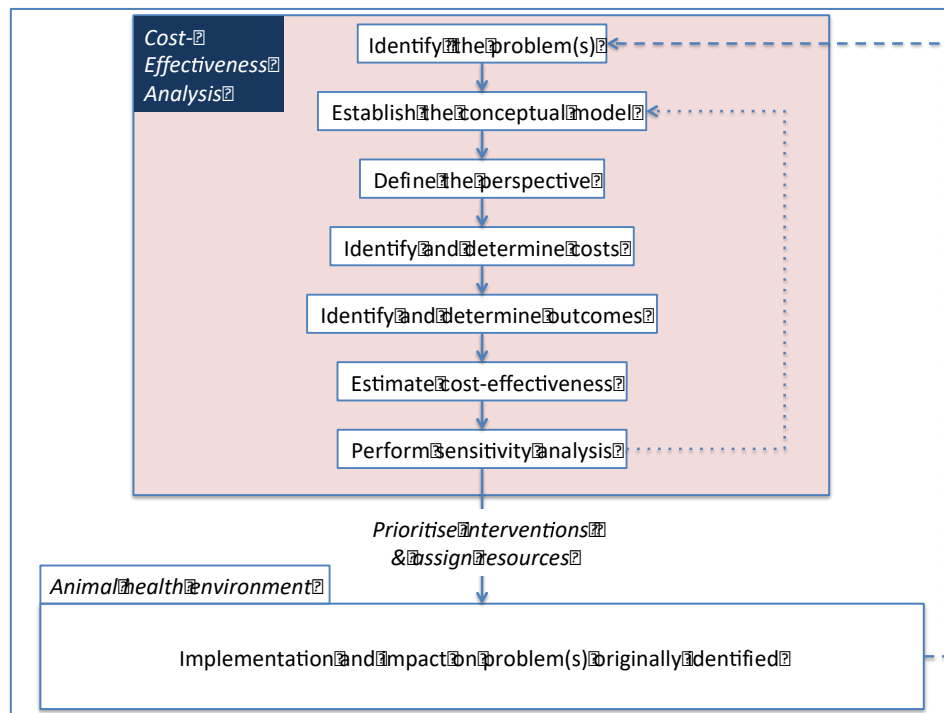 Cost-
Effectiveness
Analysis
Identify the problem(s)
Establish the conceptual model
Define the perspective
Identify and determine costs
Identify and determine outcomes
Estimate cost-effectiveness
Perform sensitivity analysis
Prioritise interventions
& assign resources
Animal health environment
Implementation and impact on problem(s) originally identified